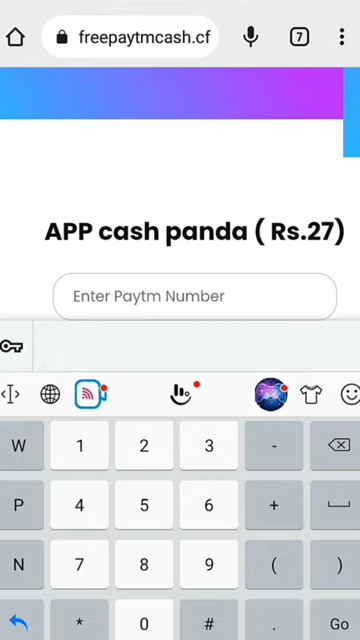 freepaytmcash.cf
7
APP cash panda ( Rs.27)
Enter Paytm Number
W 1 2 3 -
P 4 5 6 +
N 7 8 9 ( )
* 0 # . Go